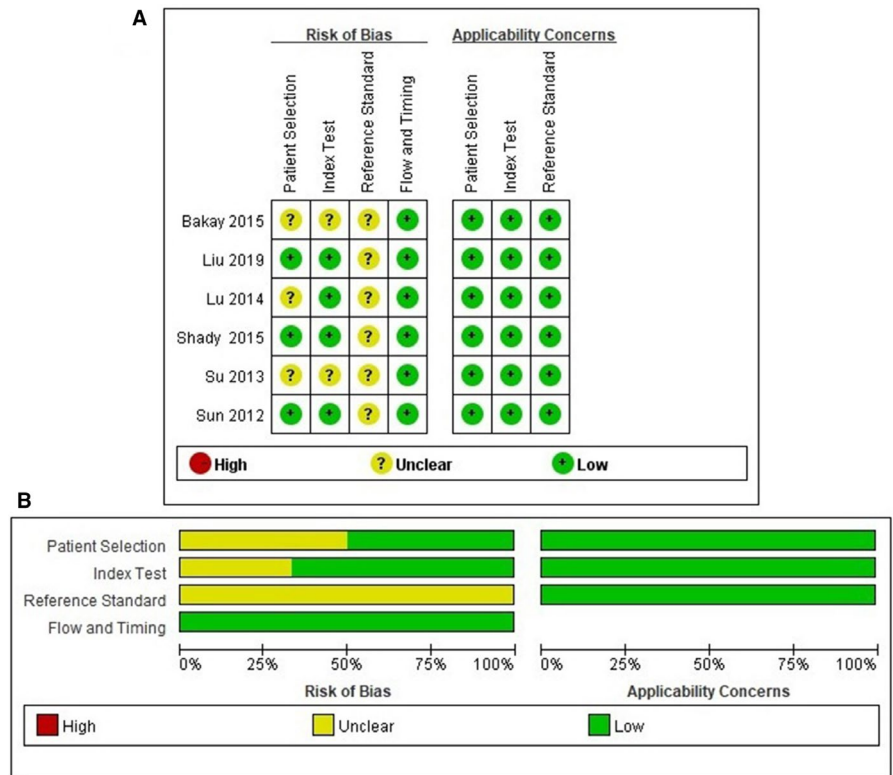 A
Risk of Bias Applicability Concerns
Patient Selection Index Test Reference Standard Flow and Timing Patient Selection Index Test Reference Standard
Bakay 2015 ? ? ? + + + +
Liu 2019 + + ? + + + +
Lu 2014 ? + ? + + + +
Shady 2015 + + ? + + + +
Su 2013 ? ? ? + + + +
Sun 2012 + + ? + + + +
High ? Unclear + Low
B
Patient Selection
Index Test
Reference Standard
Flow and Timing
0% 25% 50% 75% 100% 0% 25% 50% 75% 100%
Risk of Bias Applicability Concerns
High Unclear Low